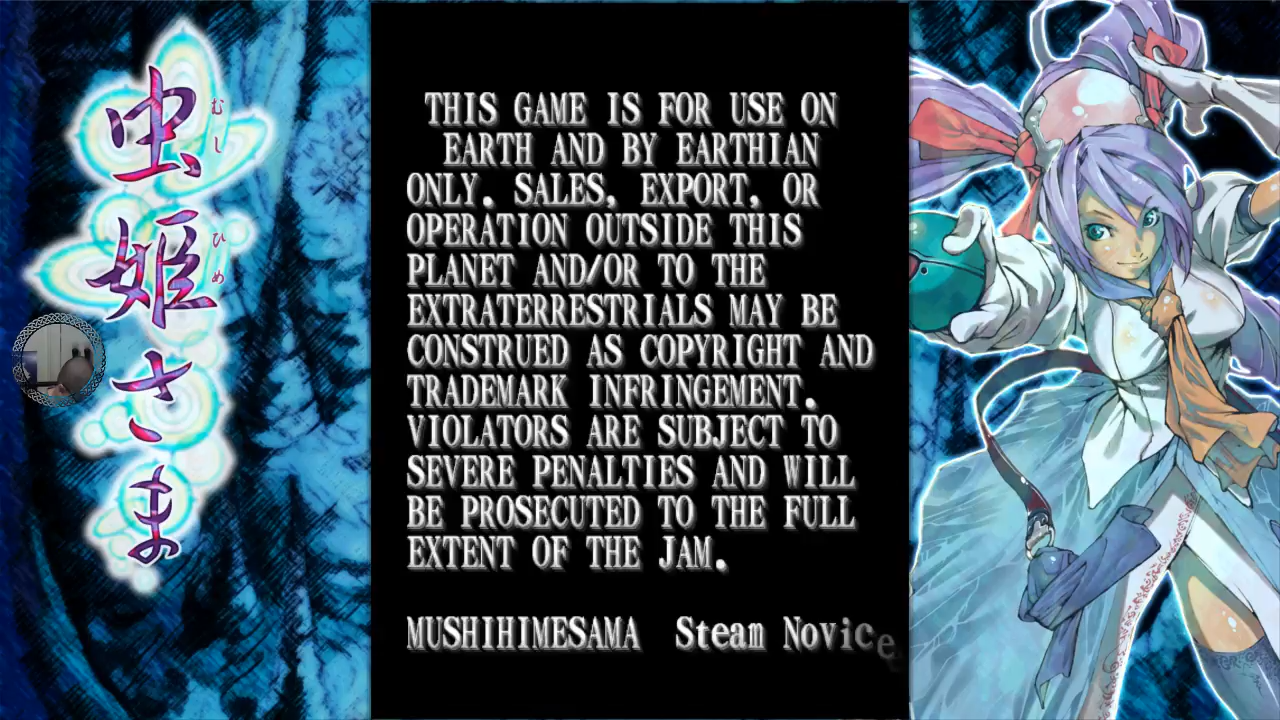 虫姫さま
むし
ひめ
THIS GAME IS FOR USE ON
EARTH AND BY EARTHIAN
ONLY. SALES, EXPORT, OR
OPERATION OUTSIDE THIS
PLANET AND/OR TO THE
EXTRATERRESTRIALS MAY BE
CONSTRUED AS COPYRIGHT AND
TRADEMARK INFRINGEMENT.
VIOLATORS ARE SUBJECT TO
SEVERE PENALTIES AND WILL
BE PROSECUTED TO THE FULL
EXTENT OF THE JAM.
MUSHIHIMESAMA Steam Novice